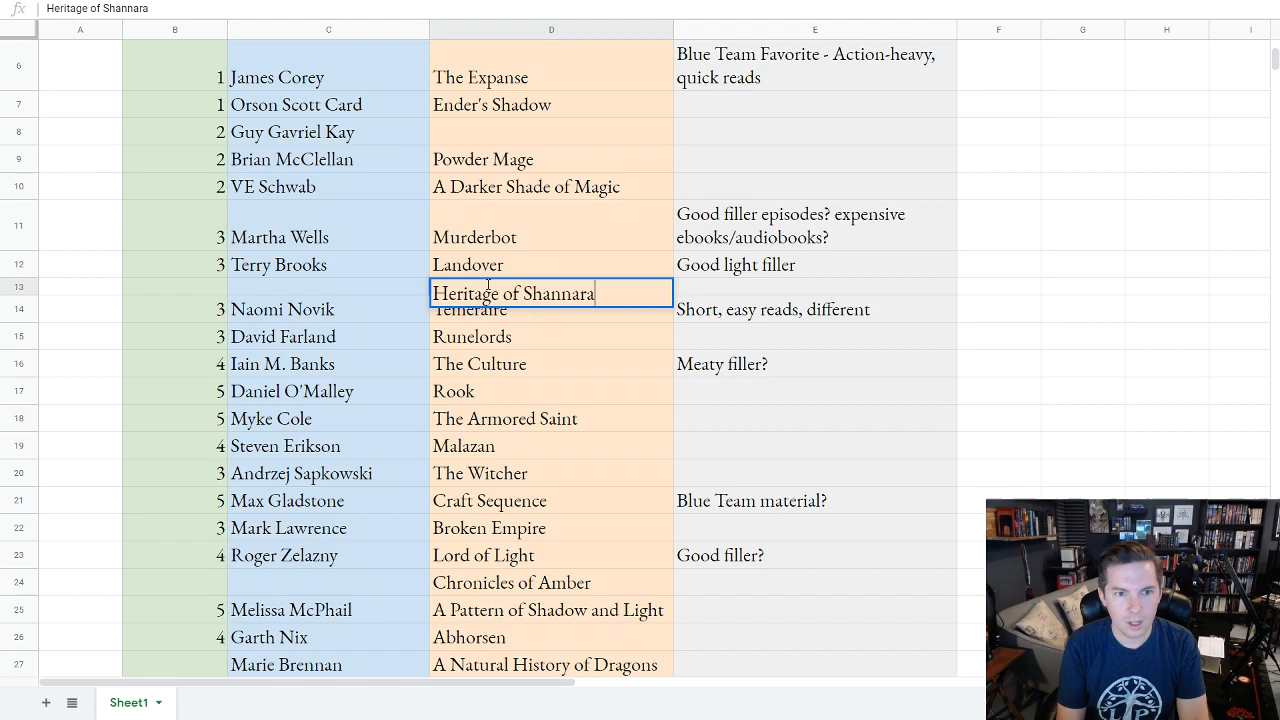 fx Heritage of Shannara
A B C D E F G H I
6 1 James Corey The Expanse Blue Team Favorite - Action-heavy,
quick reads
7 1 Orson Scott Card Ender's Shadow
8 2 Guy Gavriel Kay
9 2 Brian McClellan Powder Mage
10 2 VE Schwab A Darker Shade of Magic
11 3 Martha Wells Murderbot Good filler episodes? expensive
ebooks/audiobooks?
12 3 Terry Brooks Landover Good light filler
13 Heritage of Shannara
14 3 Naomi Novik Temeraire Short, easy reads, different
15 3 David Farland Runelords
16 4 Iain M. Banks The Culture Meaty filler?
17 5 Daniel O'Malley Rook
18 5 Myke Cole The Armored Saint
19 4 Steven Erikson Malazan
20 3 Andrzej Sapkowski The Witcher
21 5 Max Gladstone Craft Sequence Blue Team material?
22 3 Mark Lawrence Broken Empire
23 4 Roger Zelazny Lord of Light Good filler?
24 Chronicles of Amber
25 5 Melissa McPhail A Pattern of Shadow and Light
26 4 Garth Nix Abhorsen
27 Marie Brennan A Natural History of Dragons
Sheet1